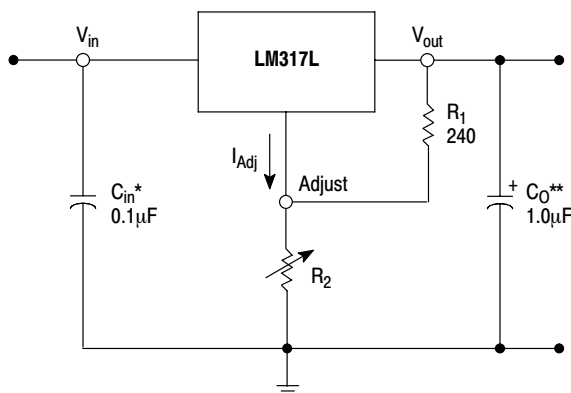 Vin
LM317L
Vout
R1
240
IAdj
Adjust
Cin*
0.1μF
+
CO**
1.0μF
R2